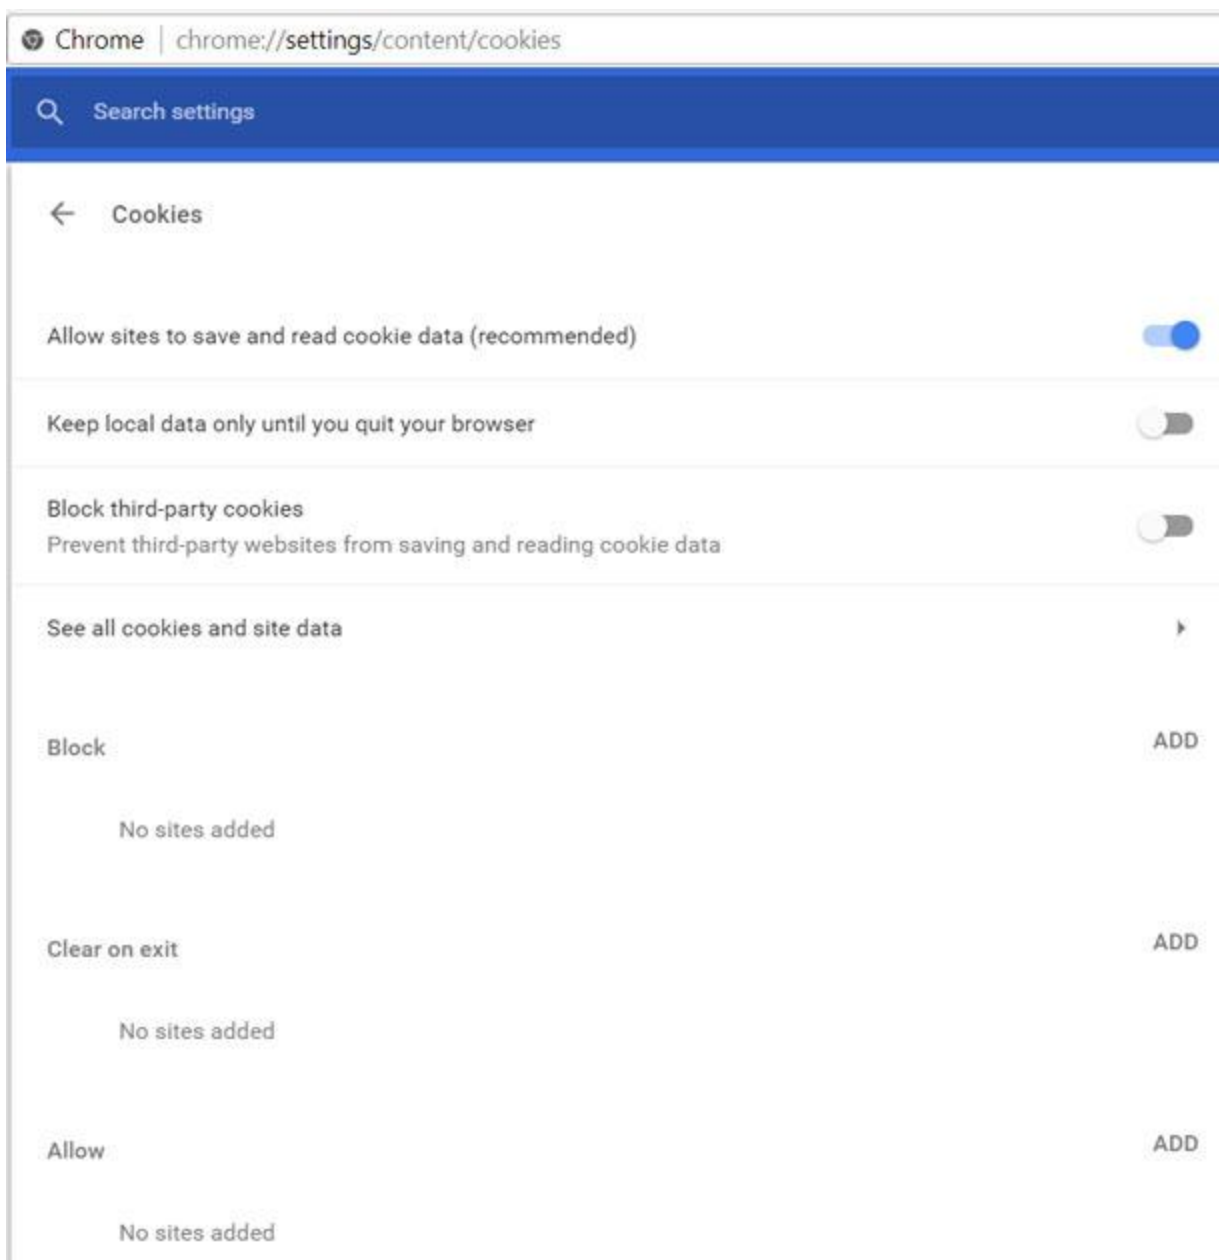 Chrome | chrome://settings/content/cookies
Search settings
Cookies
Allow sites to save and read cookie data (recommended)
Keep local data only until you quit your browser
Block third-party cookies
Prevent third-party websites from saving and reading cookie data
See all cookies and site data
Block ADD
No sites added
Clear on exit ADD
No sites added
Allow ADD
No sites added